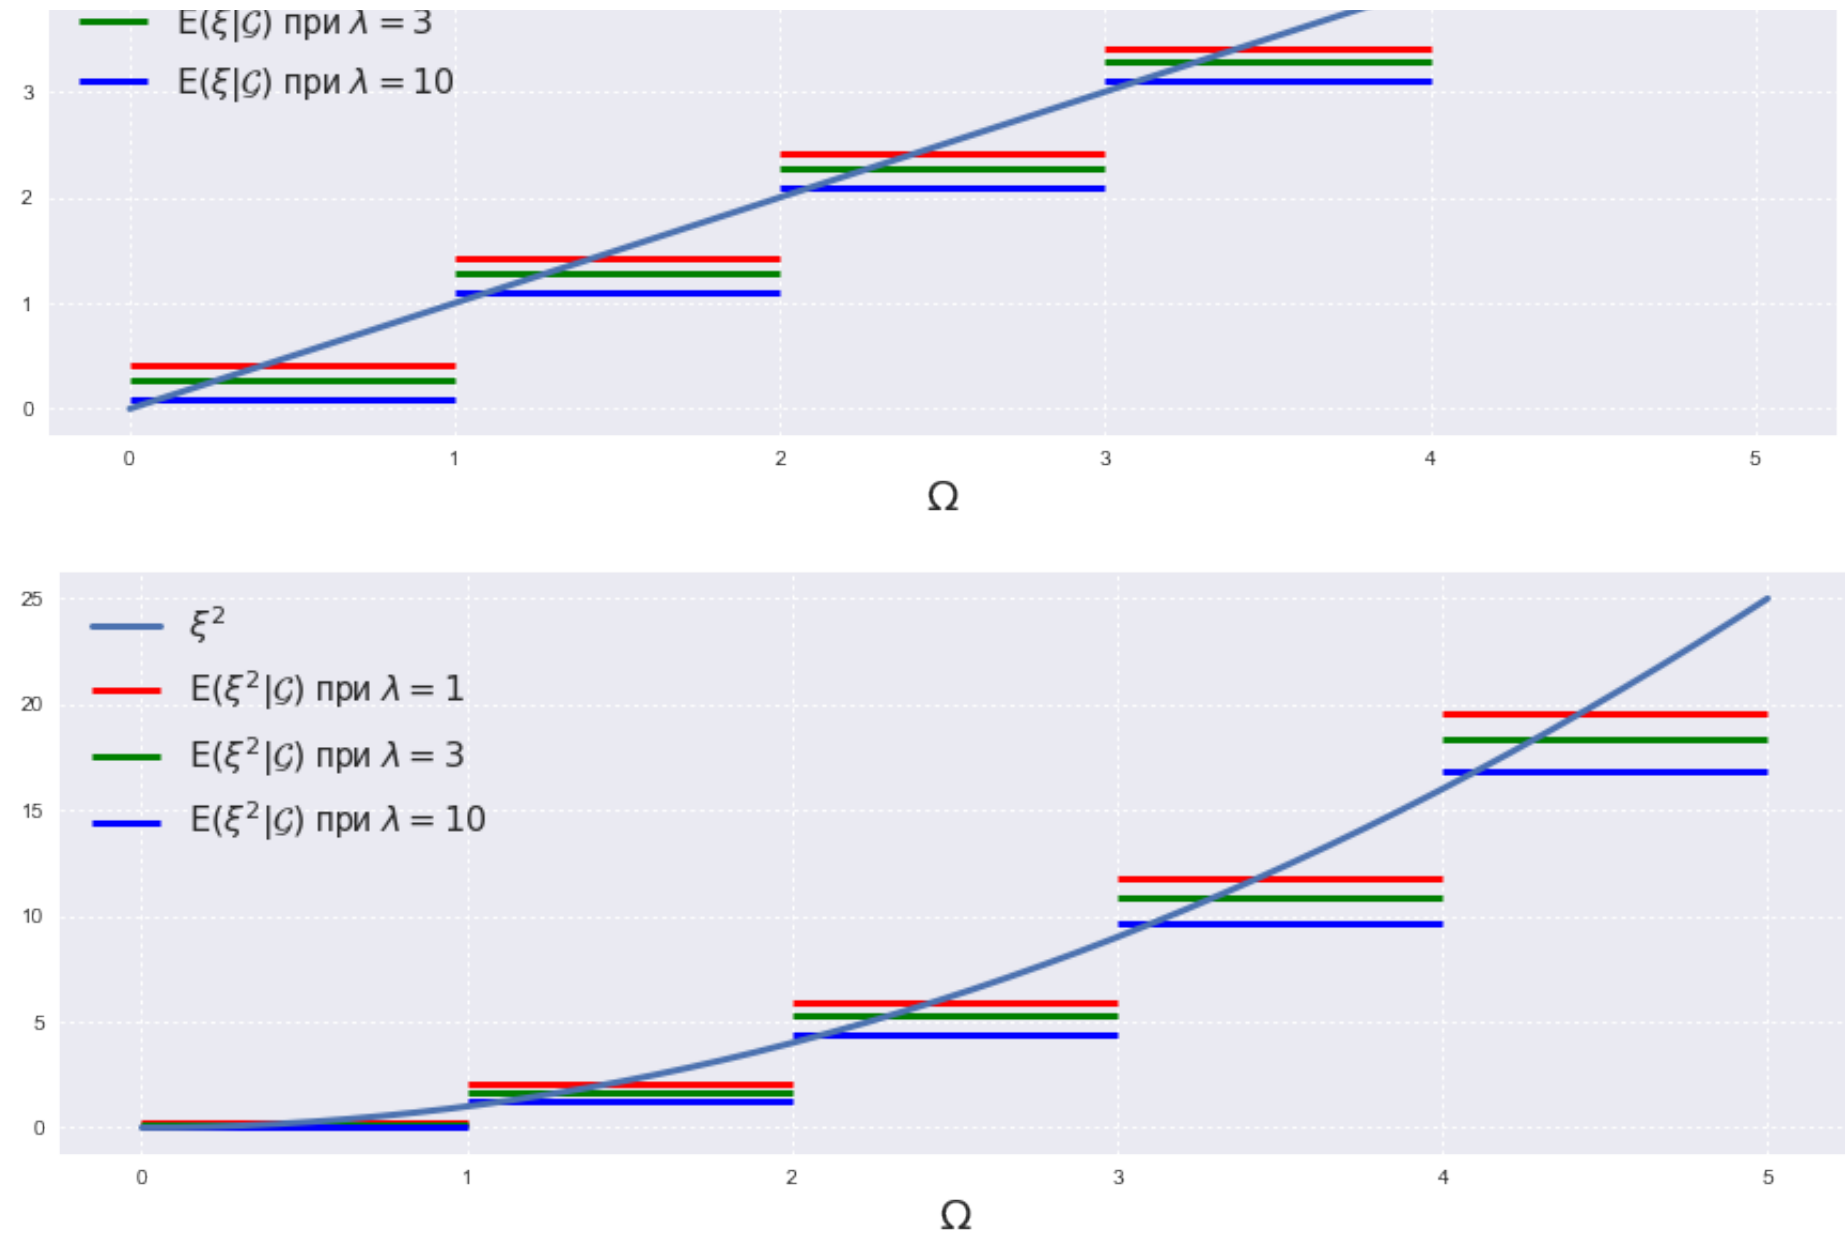 E(ξ|𝒢) при λ = 3
E(ξ|𝒢) при λ = 10
3
2
1
0
0 1 2 3 4 5
Ω
25
20
15
10
5
0
ξ²
E(ξ²|𝒢) при λ = 1
E(ξ²|𝒢) при λ = 3
E(ξ²|𝒢) при λ = 10
0 1 2 3 4 5
Ω